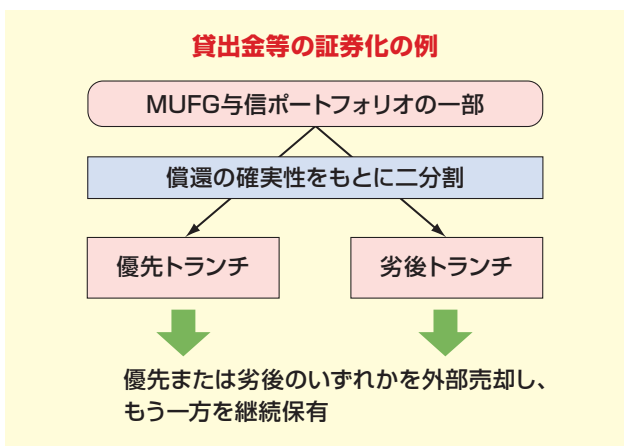 貸出金等の証券化の例
MUFG与信ポートフォリオの一部
償還の確実性をもとに二分割
優先トランチ
劣後トランチ
優先または劣後のいずれかを外部売却し、
もう一方を継続保有